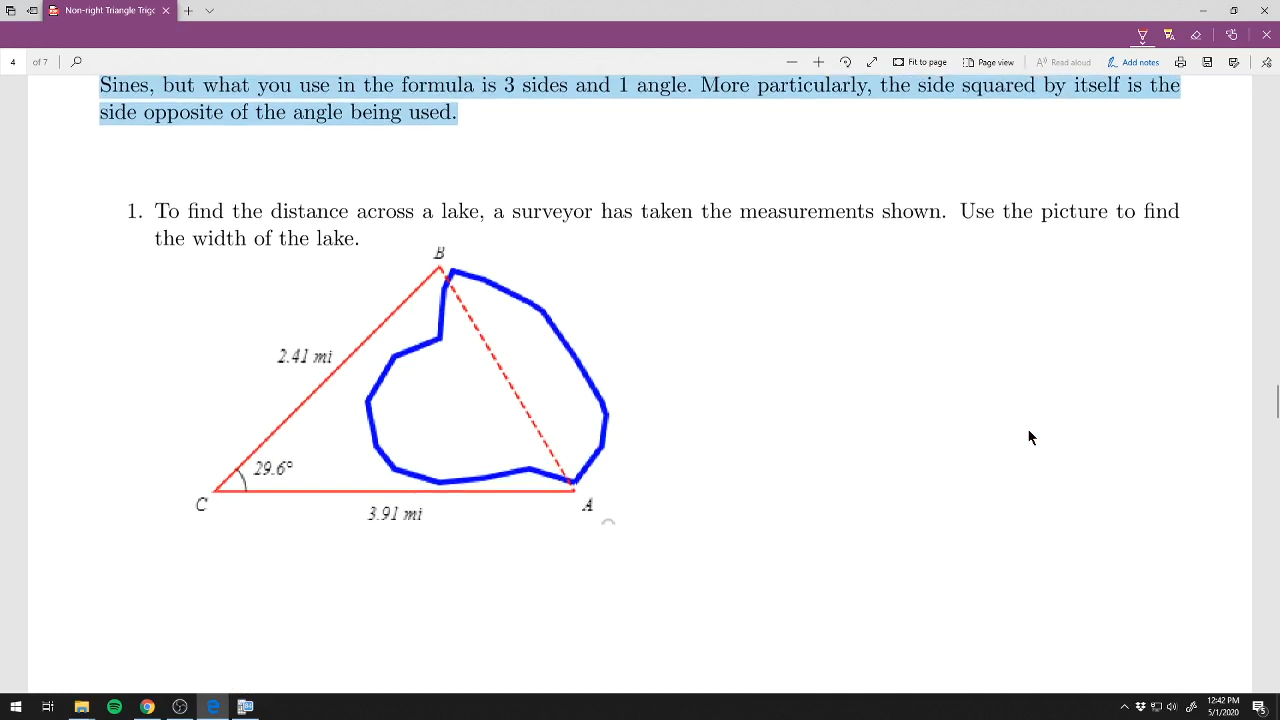 Non-right Triangle Trigo
4 of 7
Fit to page
Page view
Read aloud
Add notes
Sines, but what you use in the formula is 3 sides and 1 angle. More particularly, the side squared by itself is the
side opposite of the angle being used.
1. To find the distance across a lake, a surveyor has taken the measurements shown. Use the picture to find
the width of the lake.
B
2.41 mi
29.6°
C
A
3.91 mi
12:42 PM
5/1/2020